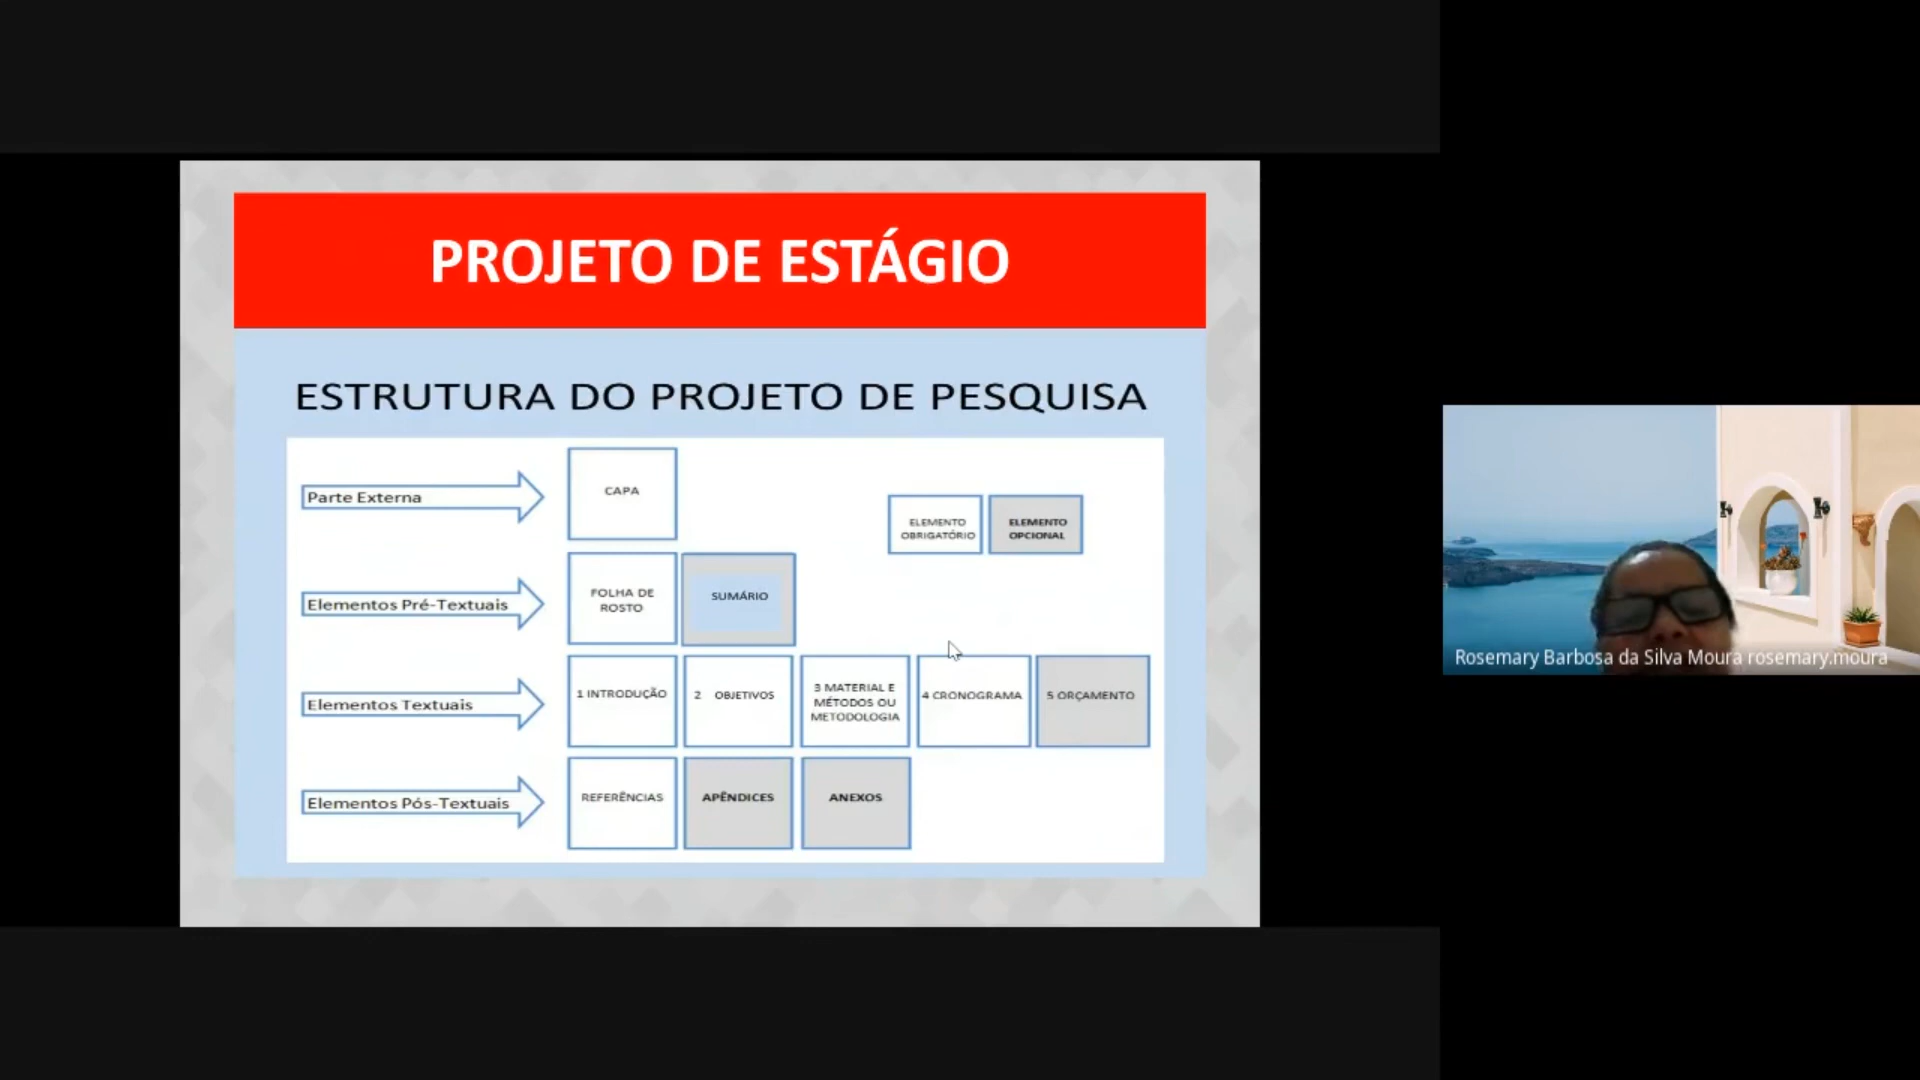 PROJETO DE ESTÁGIO
ESTRUTURA DO PROJETO DE PESQUISA
Parte Externa
CAPA
ELEMENTO
OBRIGATÓRIO
ELEMENTO
OPCIONAL
Elementos Pré-Textuais
FOLHA DE
ROSTO
SUMÁRIO
Elementos Textuais
1 INTRODUÇÃO
2 OBJETIVOS
3 MATERIAL E
MÉTODOS OU
METODOLOGIA
4 CRONOGRAMA
5 ORÇAMENTO
Elementos Pós-Textuais
REFERÊNCIAS
APÊNDICES
ANEXOS
Rosemary Barbosa da Silva Moura rosemary.moura